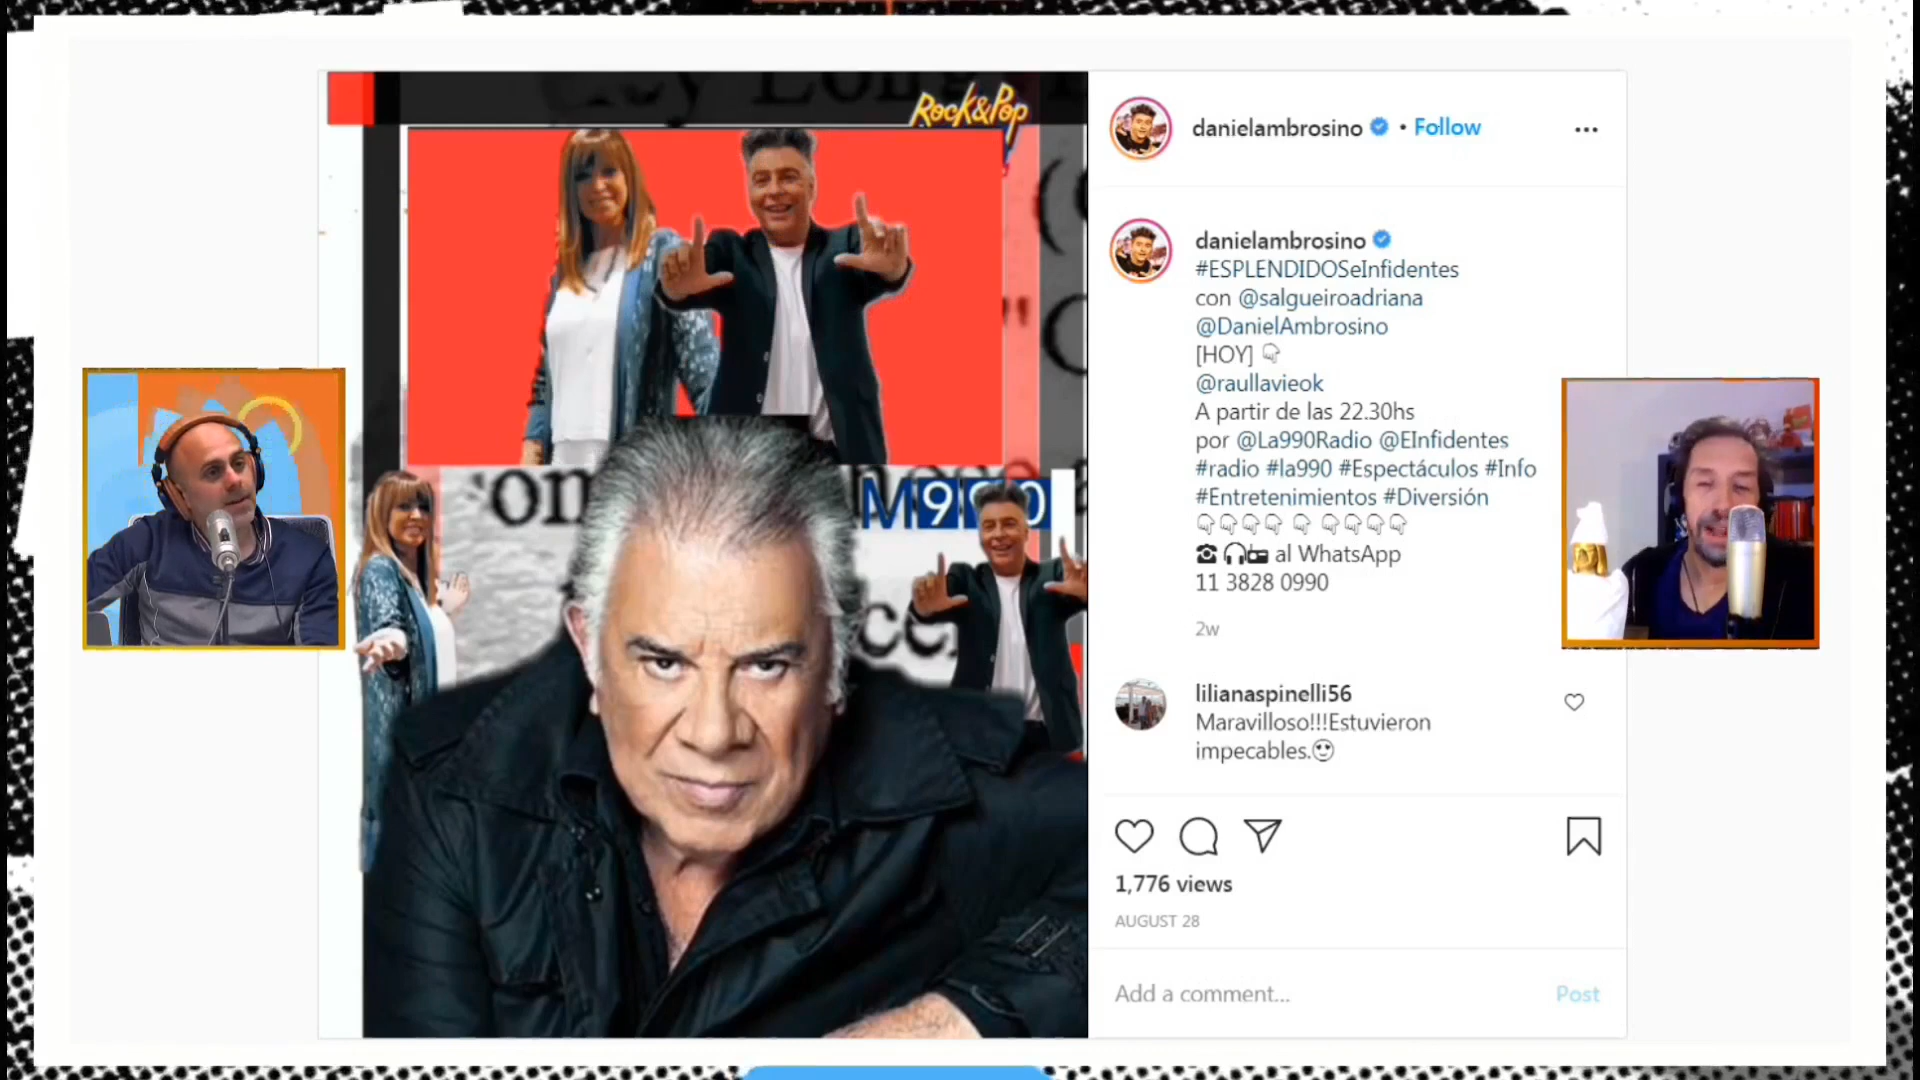 Rock&Pop
M990
danielambrosino • Follow
danielambrosino
#ESPLENDIDOSeInfidentes
con @salgueiroadriana
@DanielAmbrosino
[HOY]
@raullavieok
A partir de las 22.30hs
por @La990Radio @EInfidentes
#radio #la990 #Espectáculos #Info
#Entretenimientos #Diversión
al WhatsApp
11 3828 0990
2w
lilianaspinelli56
Maravilloso!!!Estuvieron
impecables.
1,776 views
AUGUST 28
Add a comment...
Post